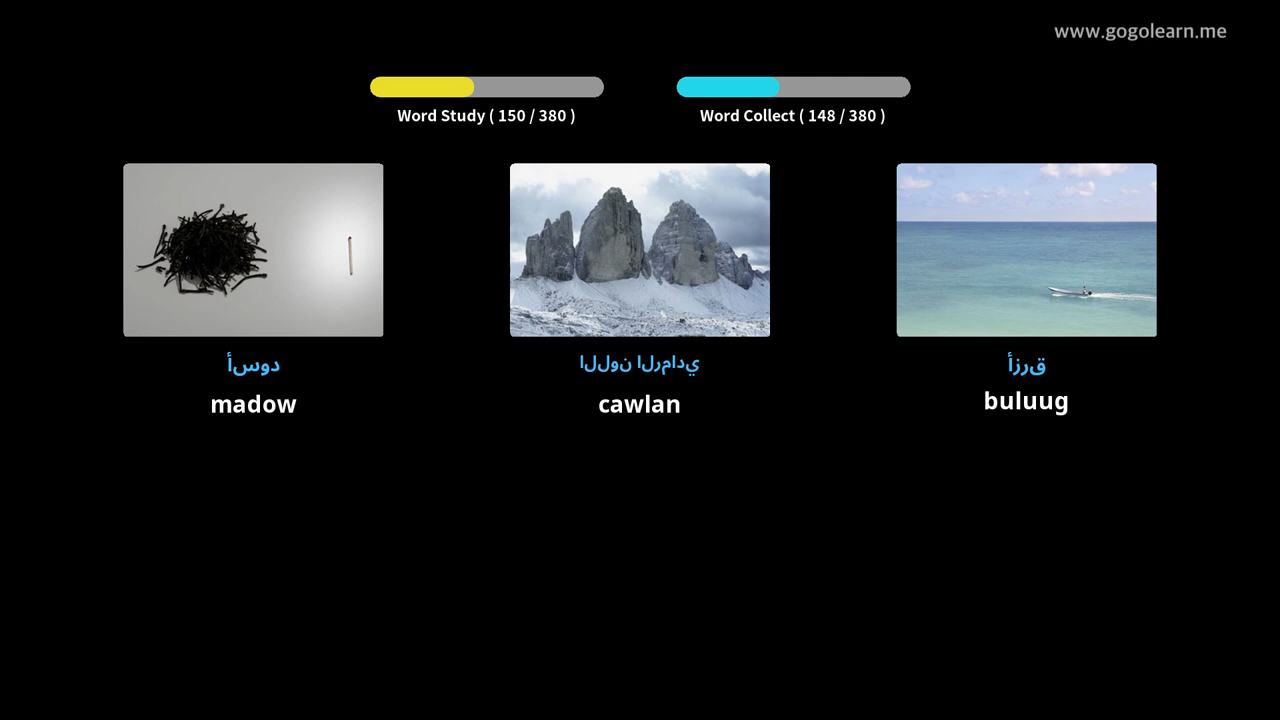 www.gogolearn.me
Word Study ( 150 / 380 )
Word Collect ( 148 / 380 )
أسود
اللون الرمادي
أزرق
madow
cawlan
buluug